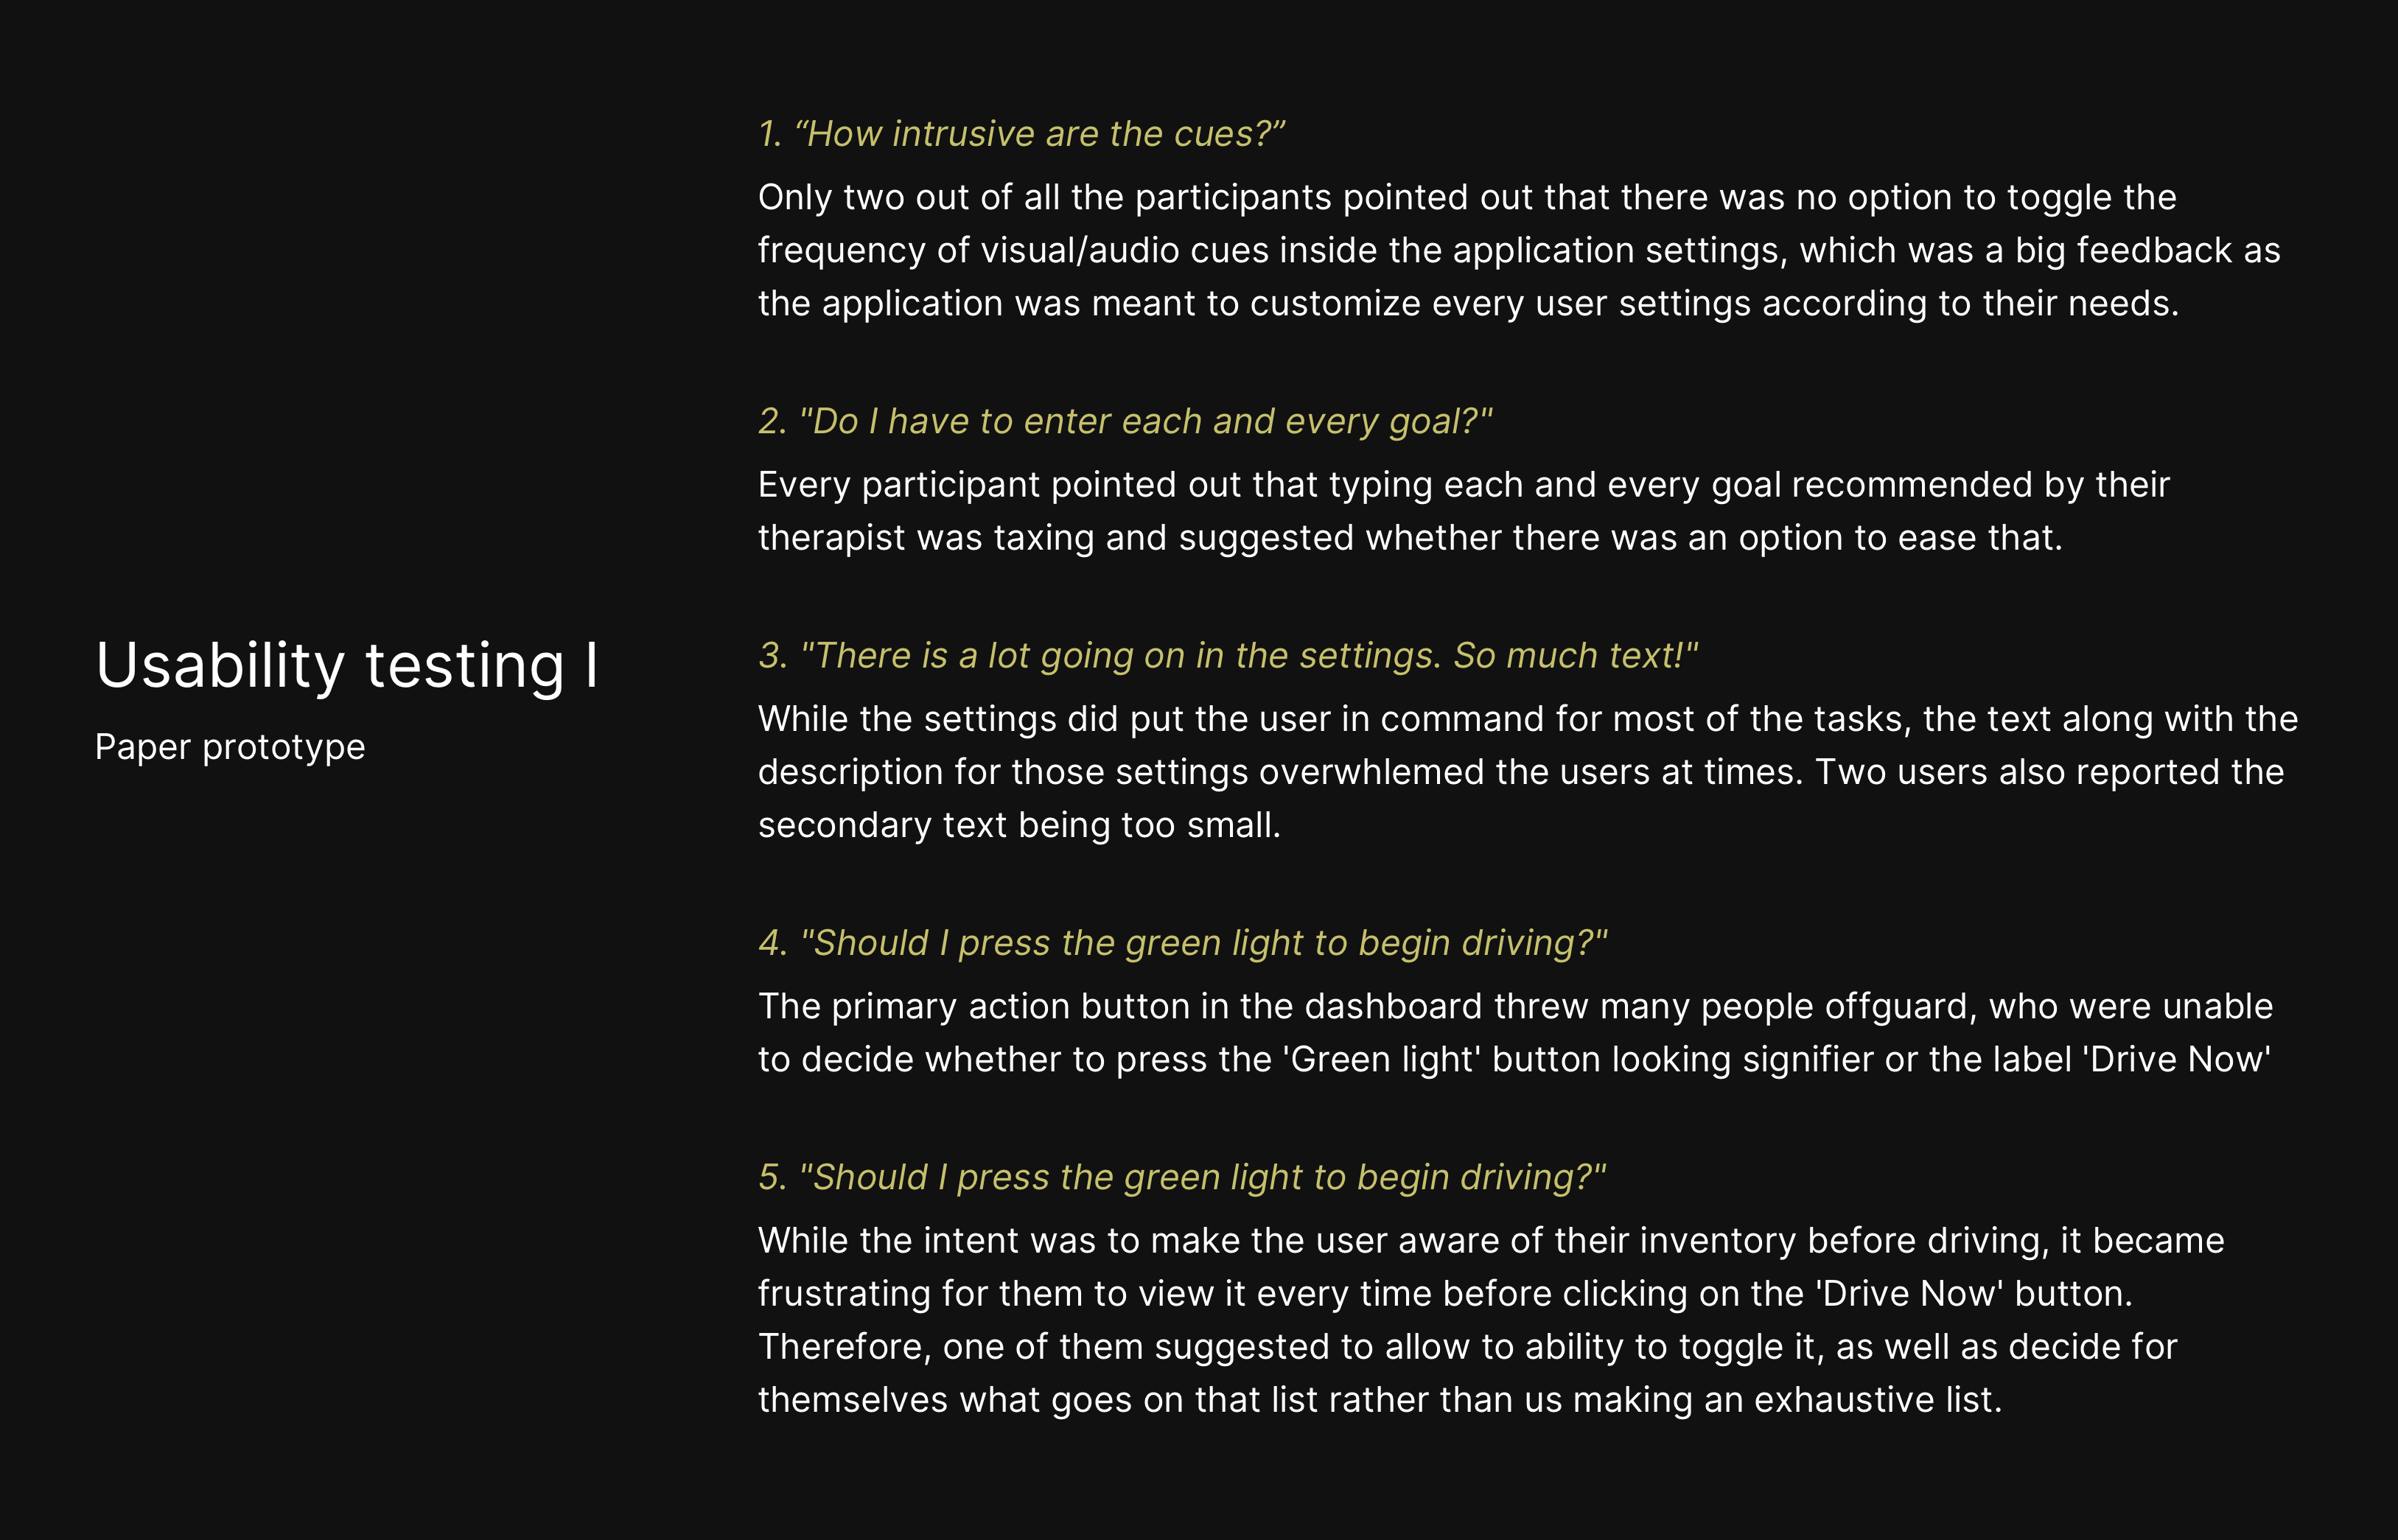 Usability testing I
Paper prototype
1. “How intrusive are the cues?”
Only two out of all the participants pointed out that there was no option to toggle the
frequency of visual/audio cues inside the application settings, which was a big feedback as
the application was meant to customize every user settings according to their needs.
2. "Do I have to enter each and every goal?"
Every participant pointed out that typing each and every goal recommended by their
therapist was taxing and suggested whether there was an option to ease that.
3. "There is a lot going on in the settings. So much text!"
While the settings did put the user in command for most of the tasks, the text along with the
description for those settings overwhlemed the users at times. Two users also reported the
secondary text being too small.
4. "Should I press the green light to begin driving?"
The primary action button in the dashboard threw many people offguard, who were unable
to decide whether to press the 'Green light' button looking signifier or the label 'Drive Now'
5. "Should I press the green light to begin driving?"
While the intent was to make the user aware of their inventory before driving, it became
frustrating for them to view it every time before clicking on the 'Drive Now' button.
Therefore, one of them suggested to allow to ability to toggle it, as well as decide for
themselves what goes on that list rather than us making an exhaustive list.